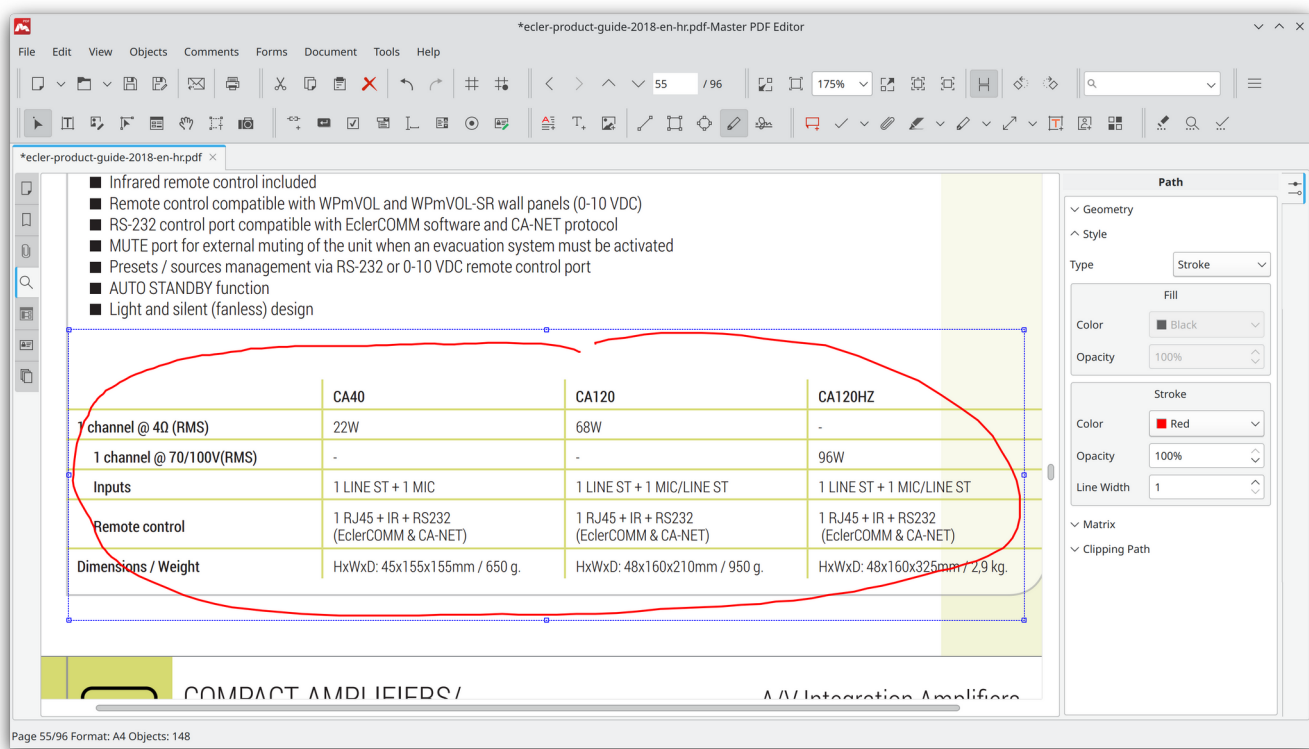 *ecler-product-guide-2018-en-hr.pdf-Master PDF Editor
File Edit View Objects Comments Forms Document Tools Help
55 / 96 175%
*ecler-product-guide-2018-en-hr.pdf
■ Infrared remote control included
■ Remote control compatible with WPmVOL and WPmVOL-SR wall panels (0-10 VDC)
■ RS-232 control port compatible with EclerCOMM software and CA-NET protocol
■ MUTE port for external muting of the unit when an evacuation system must be activated
■ Presets / sources management via RS-232 or 0-10 VDC remote control port
■ AUTO STANDBY function
■ Light and silent (fanless) design
CA40 CA120 CA120HZ
1 channel @ 4Ω (RMS) 22W 68W -
1 channel @ 70/100V(RMS) - - 96W
Inputs 1 LINE ST + 1 MIC 1 LINE ST + 1 MIC/LINE ST 1 LINE ST + 1 MIC/LINE ST
Remote control 1 RJ45 + IR + RS232 1 RJ45 + IR + RS232 1 RJ45 + IR + RS232
(EclerCOMM & CA-NET) (EclerCOMM & CA-NET) (EclerCOMM & CA-NET)
Dimensions / Weight HxWxD: 45x155x155mm / 650 g. HxWxD: 48x160x210mm / 950 g. HxWxD: 48x160x325mm / 2,9 kg.
COMPACT AMPLIFIERS/ A/V Integration Amplifiers
Path
Geometry
Style
Type Stroke
Fill
Color Black
Opacity 100%
Stroke
Color Red
Opacity 100%
Line Width 1
Matrix
Clipping Path
Page 55/96 Format: A4 Objects: 148